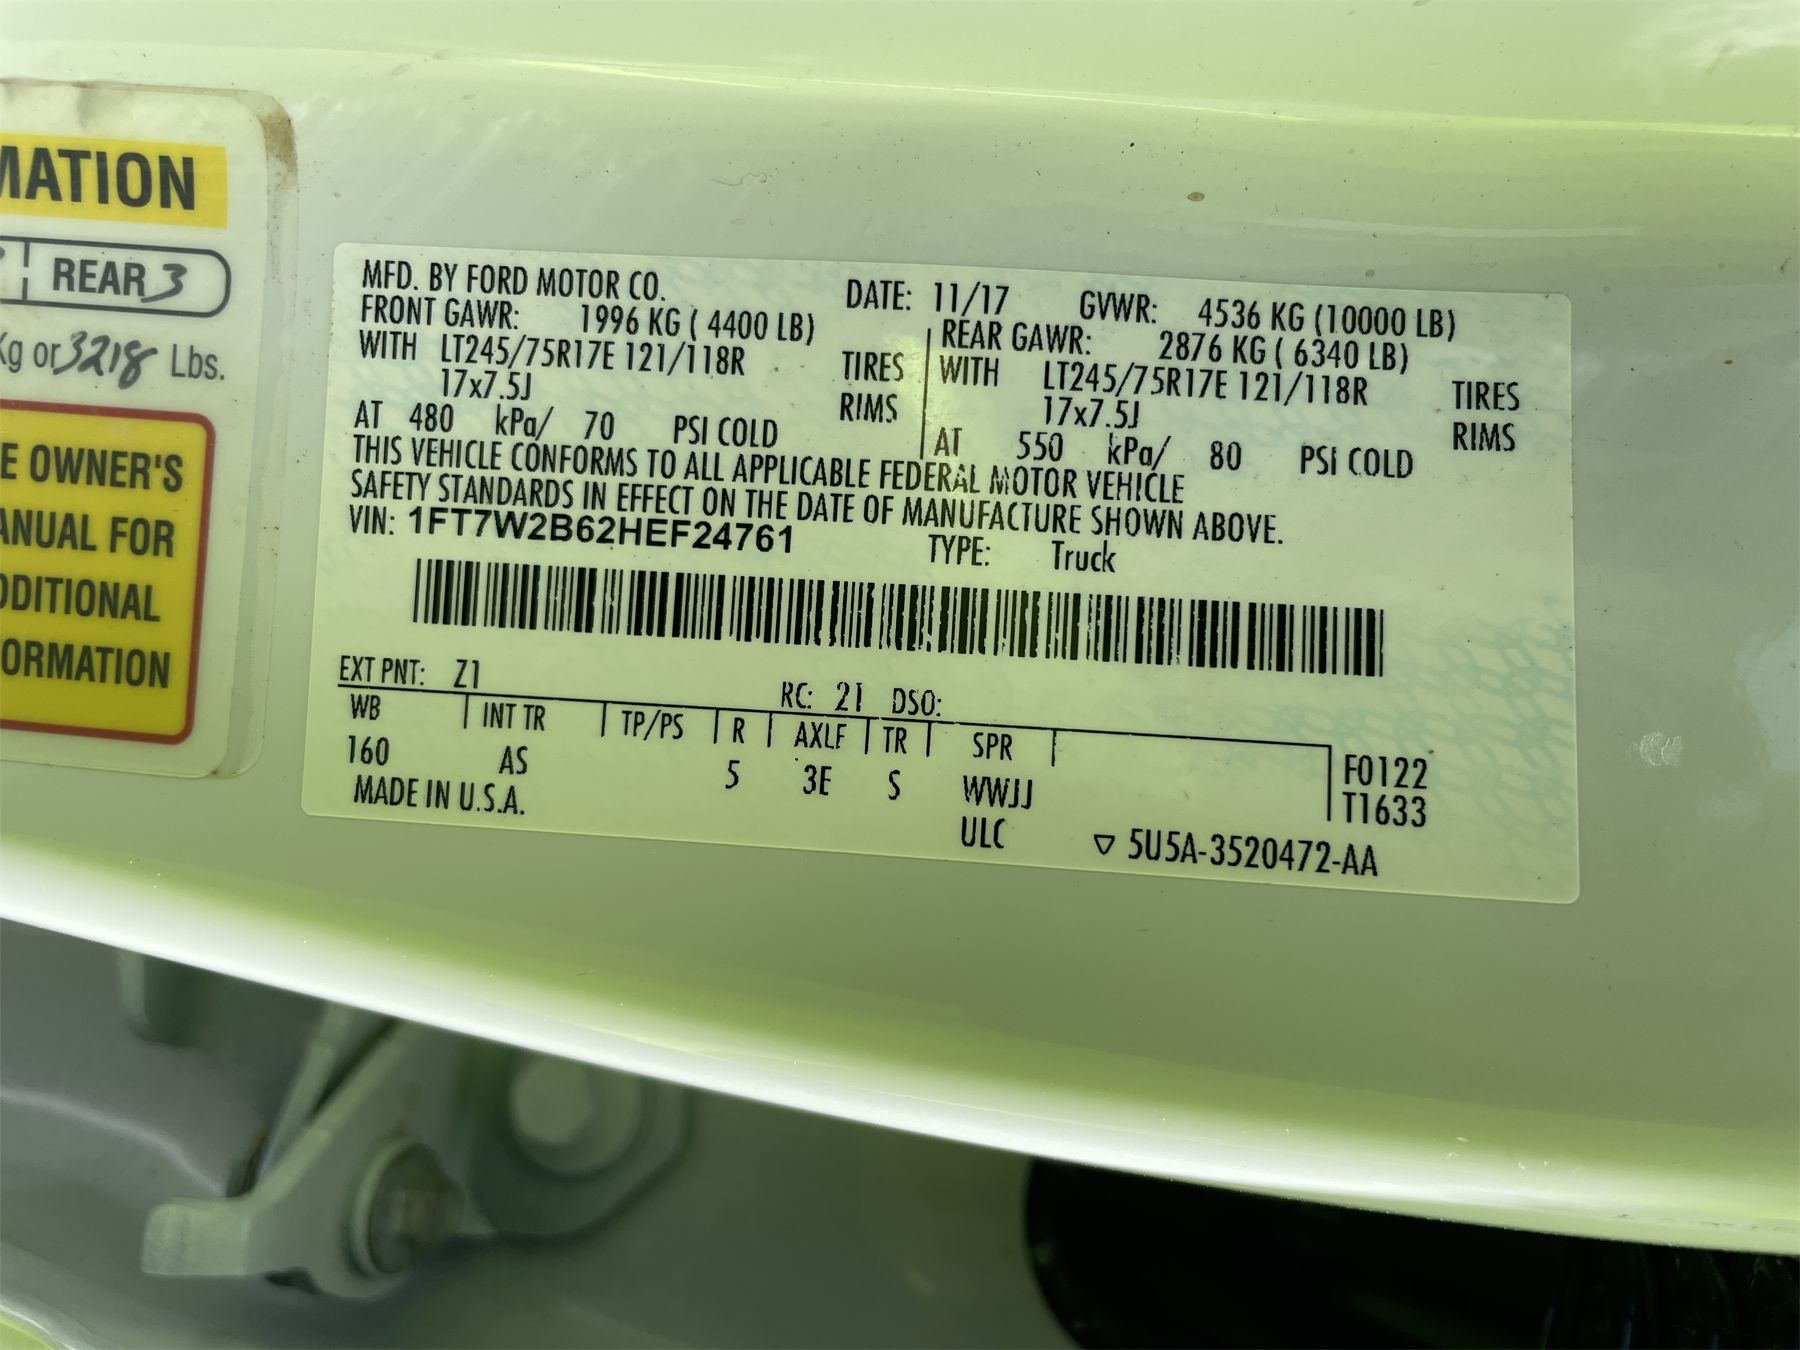 MATION
REAR 3
Kg or 3218 Lbs.
E OWNER'S
ANUAL FOR
DDITIONAL
ORMATION
MFD. BY FORD MOTOR CO. DATE: 11/17 GVWR: 4536 KG (10000 LB)
FRONT GAWR: 1996 KG ( 4400 LB) REAR GAWR: 2876 KG ( 6340 LB)
WITH LT245/75R17E 121/118R TIRES WITH LT245/75R17E 121/118R TIRES
17x7.5J RIMS 17x7.5J RIMS
AT 480 kPa/ 70 PSI COLD AT 550 kPa/ 80 PSI COLD
THIS VEHICLE CONFORMS TO ALL APPLICABLE FEDERAL MOTOR VEHICLE
SAFETY STANDARDS IN EFFECT ON THE DATE OF MANUFACTURE SHOWN ABOVE.
VIN: 1FT7W2B62HEF24761 TYPE: Truck
EXT PNT: Z1 RC: 21 DSO:
WB INT TR TP/PS R AXLE TR SPR F0122
160 AS 5 3E S WWJJ T1633
MADE IN U.S.A. ULC 5U5A-3520472-AA